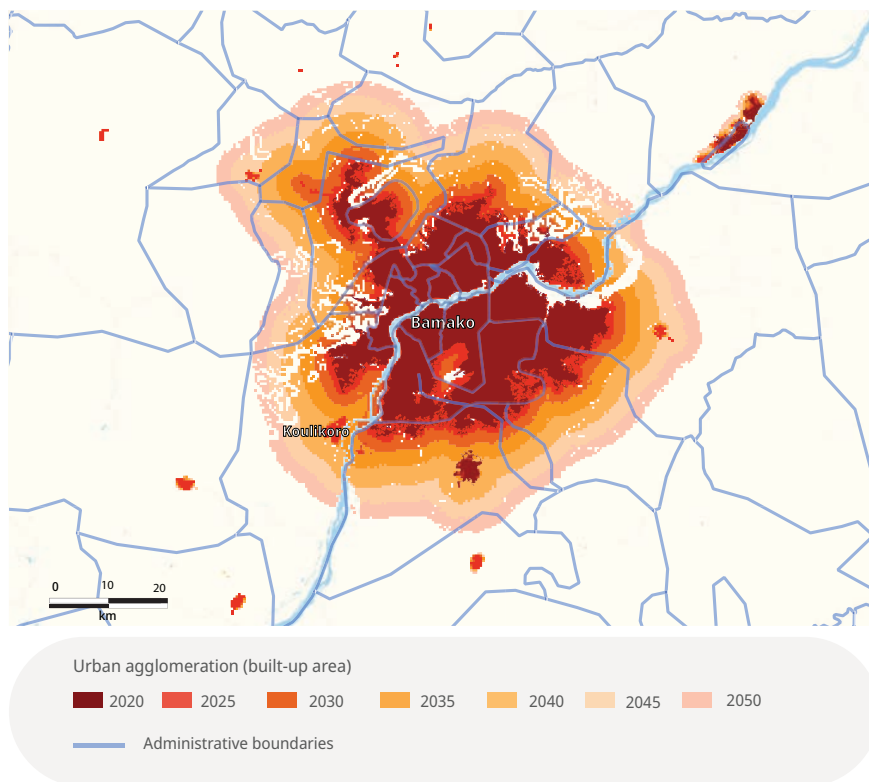 Bamako
Koulikoro
0 10 20
km
Urban agglomeration (built-up area)
2020 2025 2030 2035 2040 2045 2050
Administrative boundaries